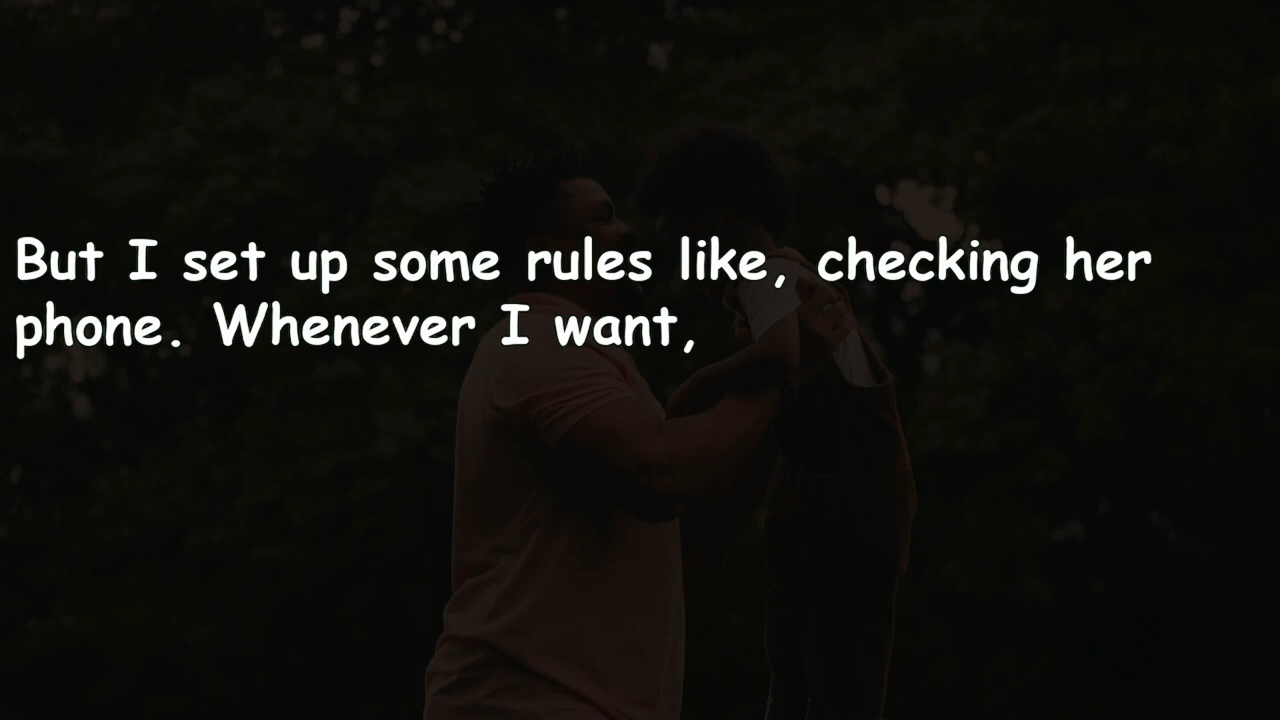 But I set up some rules like, checking her
phone. Whenever I want,